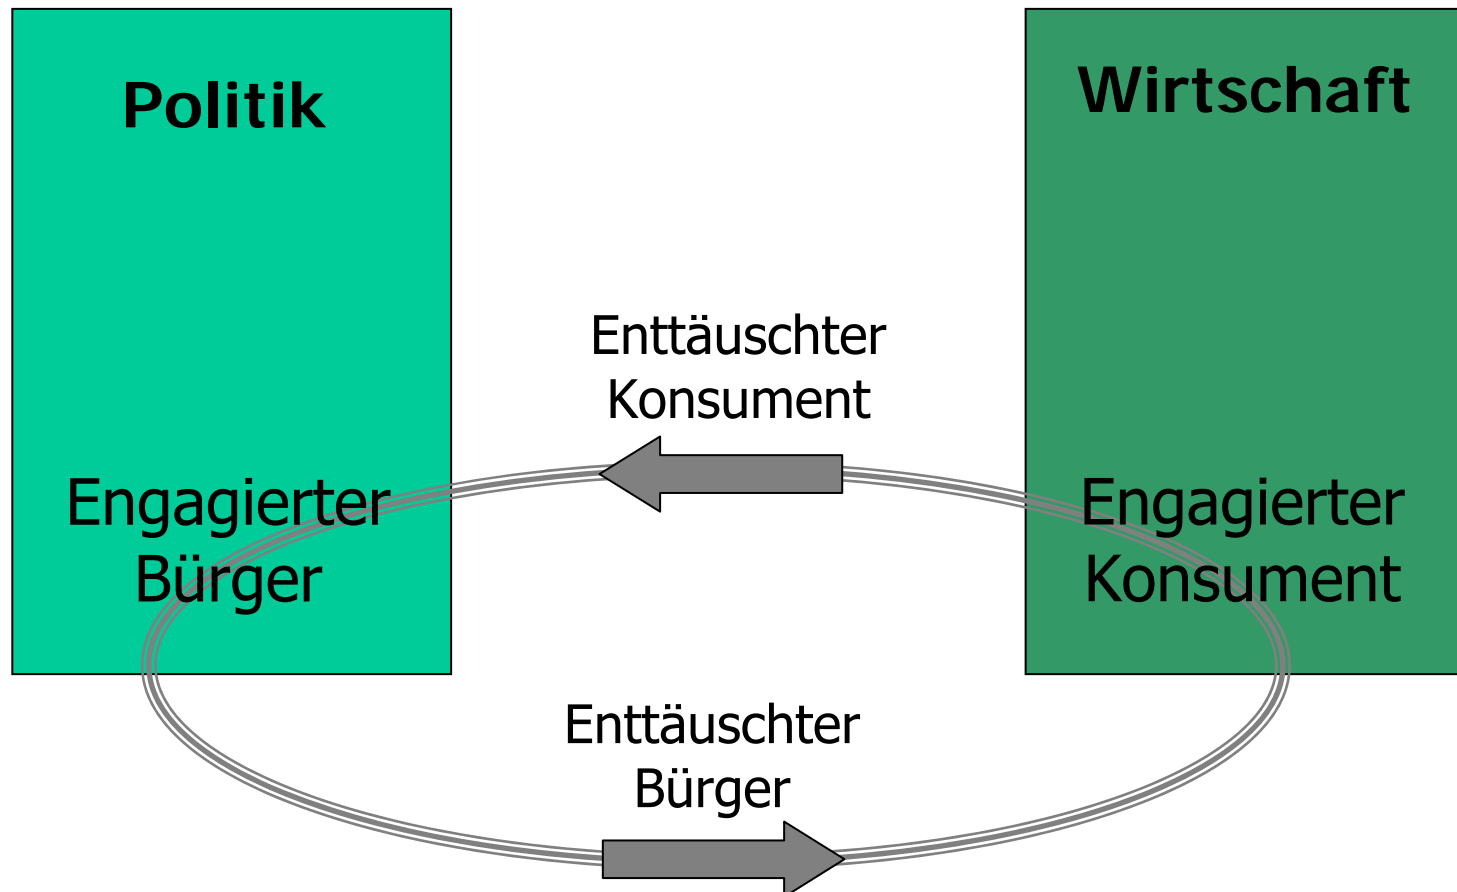 Politik
Wirtschaft
Enttäuschter
Konsument
Engagierter
Bürger
Engagierter
Konsument
Enttäuschter
Bürger